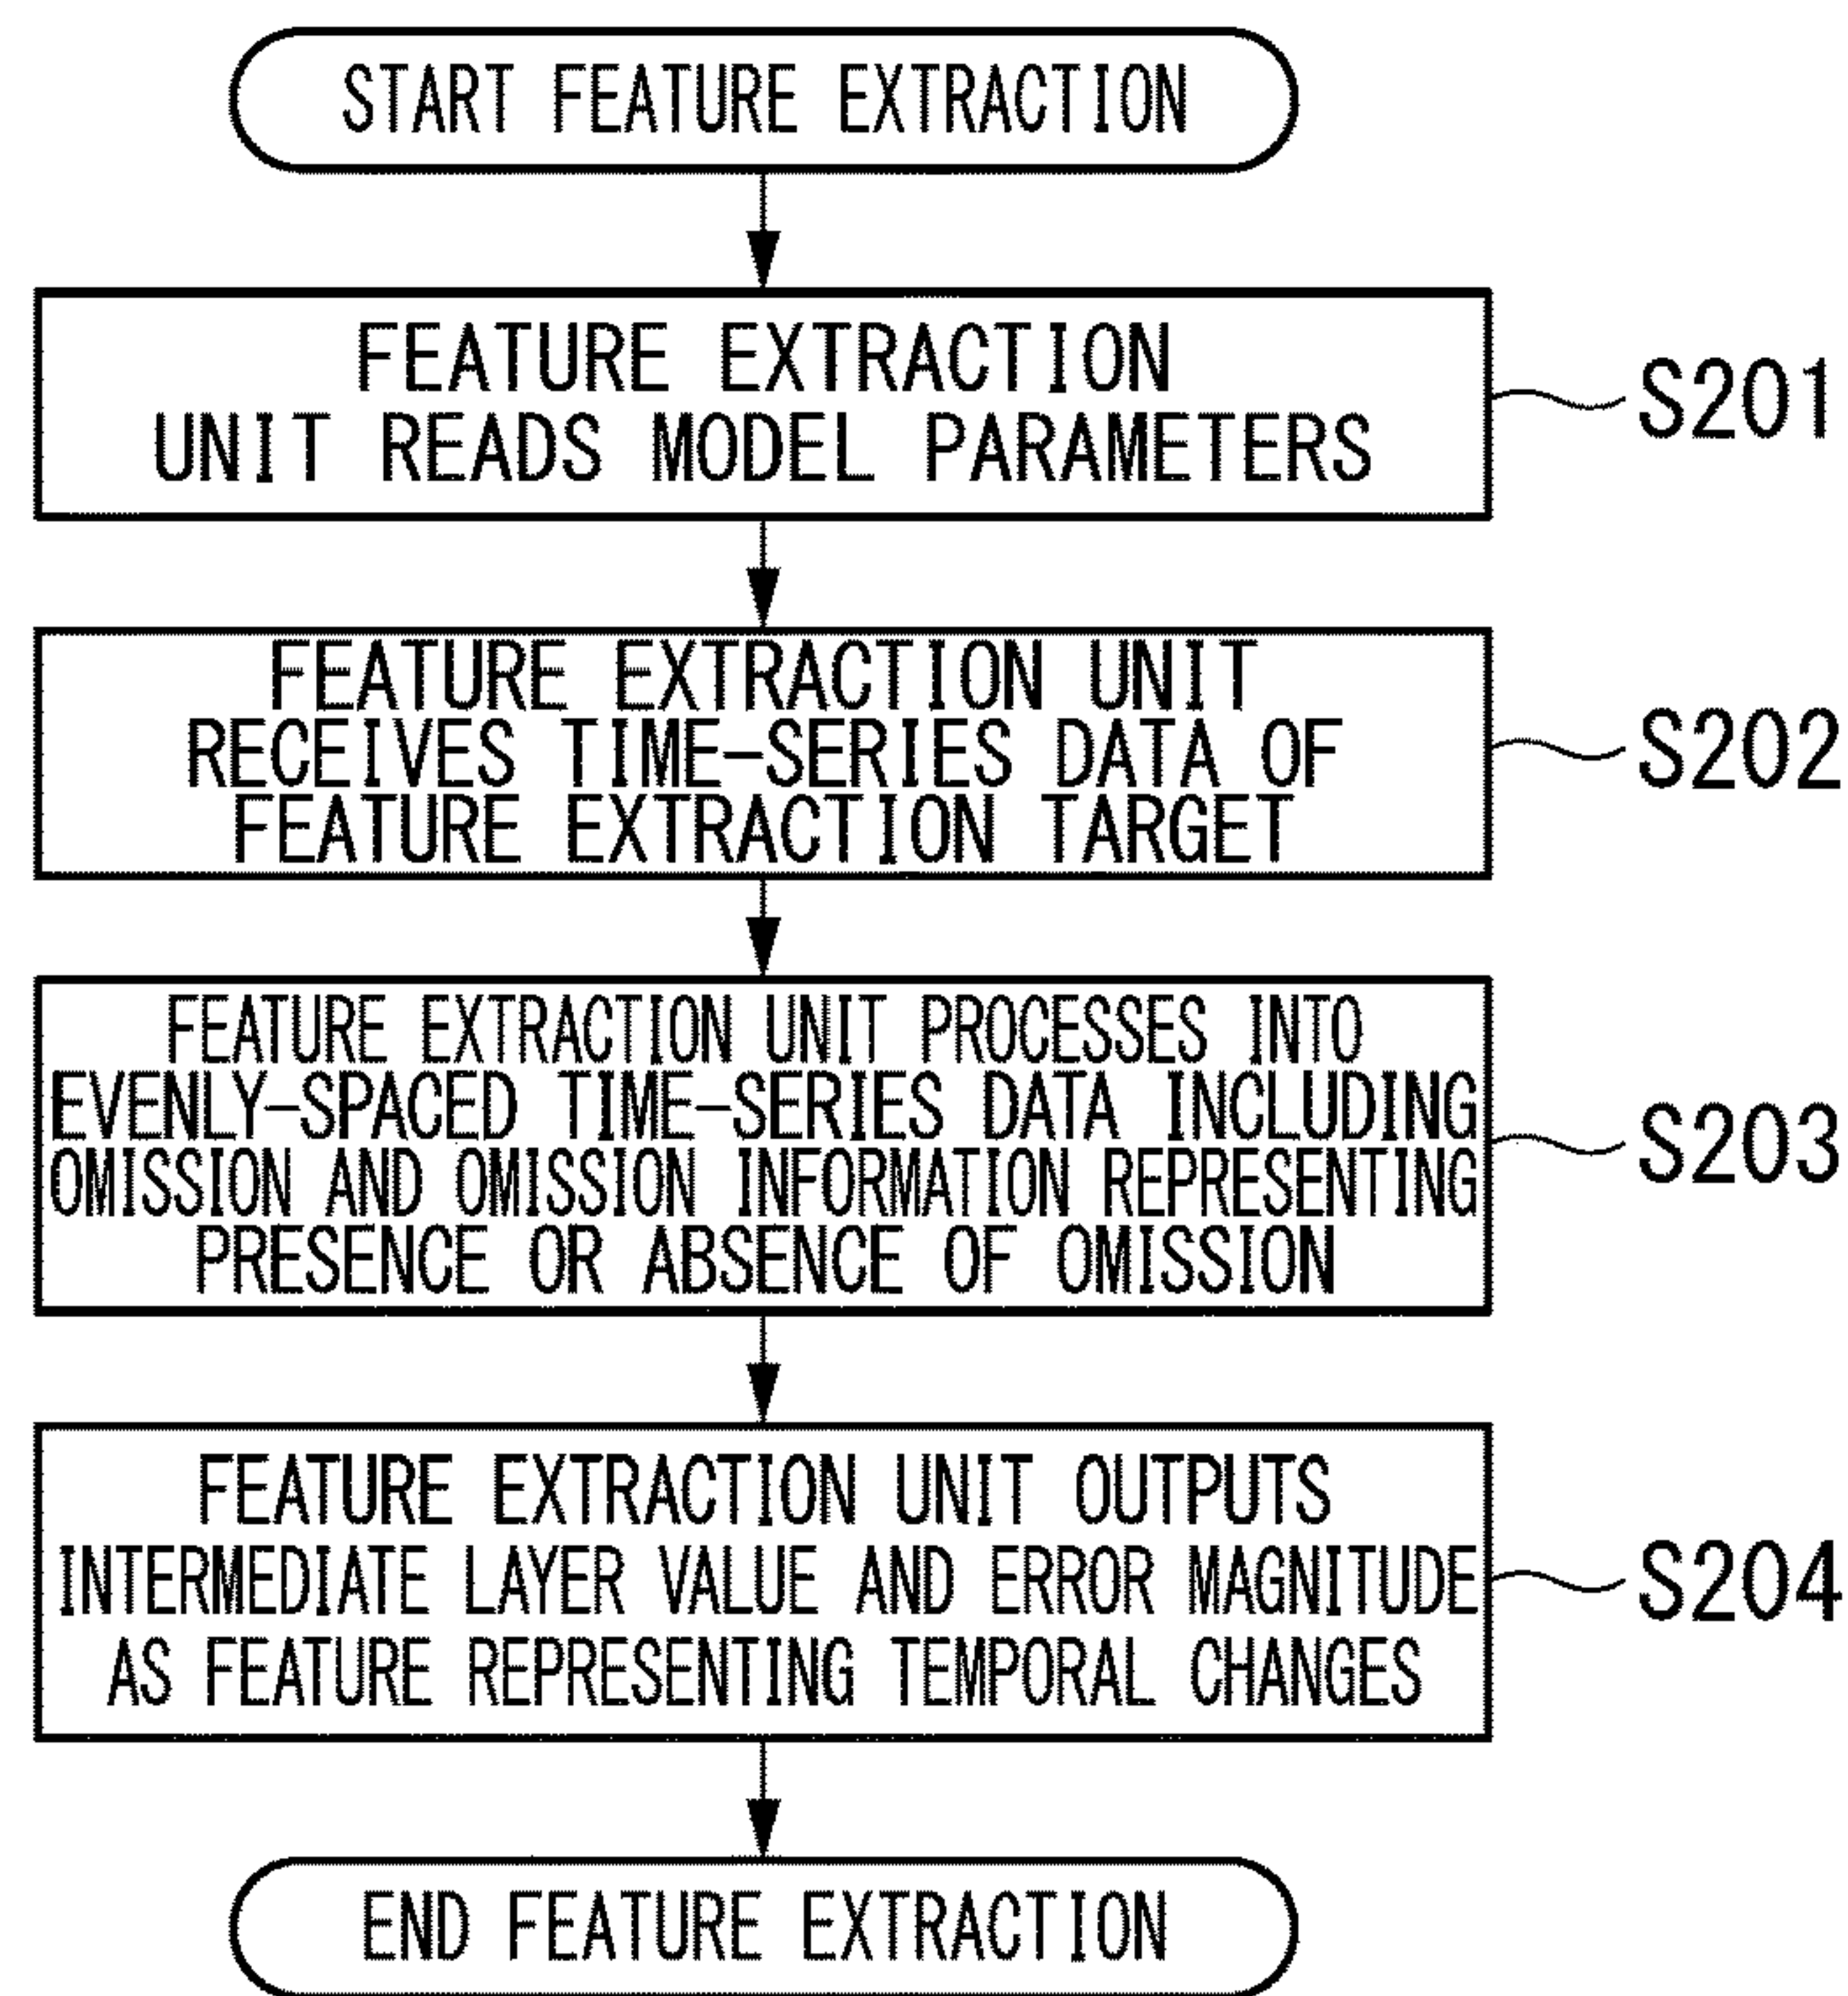 START FEATURE EXTRACTION
FEATURE EXTRACTION
UNIT READS MODEL PARAMETERS
S201
FEATURE EXTRACTION UNIT
RECEIVES TIME-SERIES DATA OF
FEATURE EXTRACTION TARGET
S202
FEATURE EXTRACTION UNIT PROCESSES INTO
EVENLY-SPACED TIME-SERIES DATA INCLUDING
OMISSION AND OMISSION INFORMATION REPRESENTING
PRESENCE OR ABSENCE OF OMISSION
S203
FEATURE EXTRACTION UNIT OUTPUTS
INTERMEDIATE LAYER VALUE AND ERROR MAGNITUDE
AS FEATURE REPRESENTING TEMPORAL CHANGES
S204
END FEATURE EXTRACTION